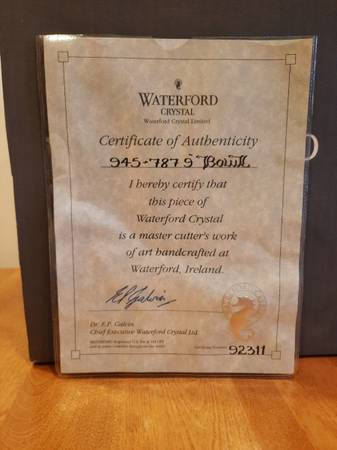 WATERFORD
CRYSTAL
Waterford Crystal Limited
Certificate of Authenticity
945-787 9" Bowl
I hereby certify that
this piece of
Waterford Crystal
is a master cutter's work
of art handcrafted at
Waterford, Ireland.
Dr. E.P. Galvin
Chief Executive Waterford Crystal Ltd.
92311